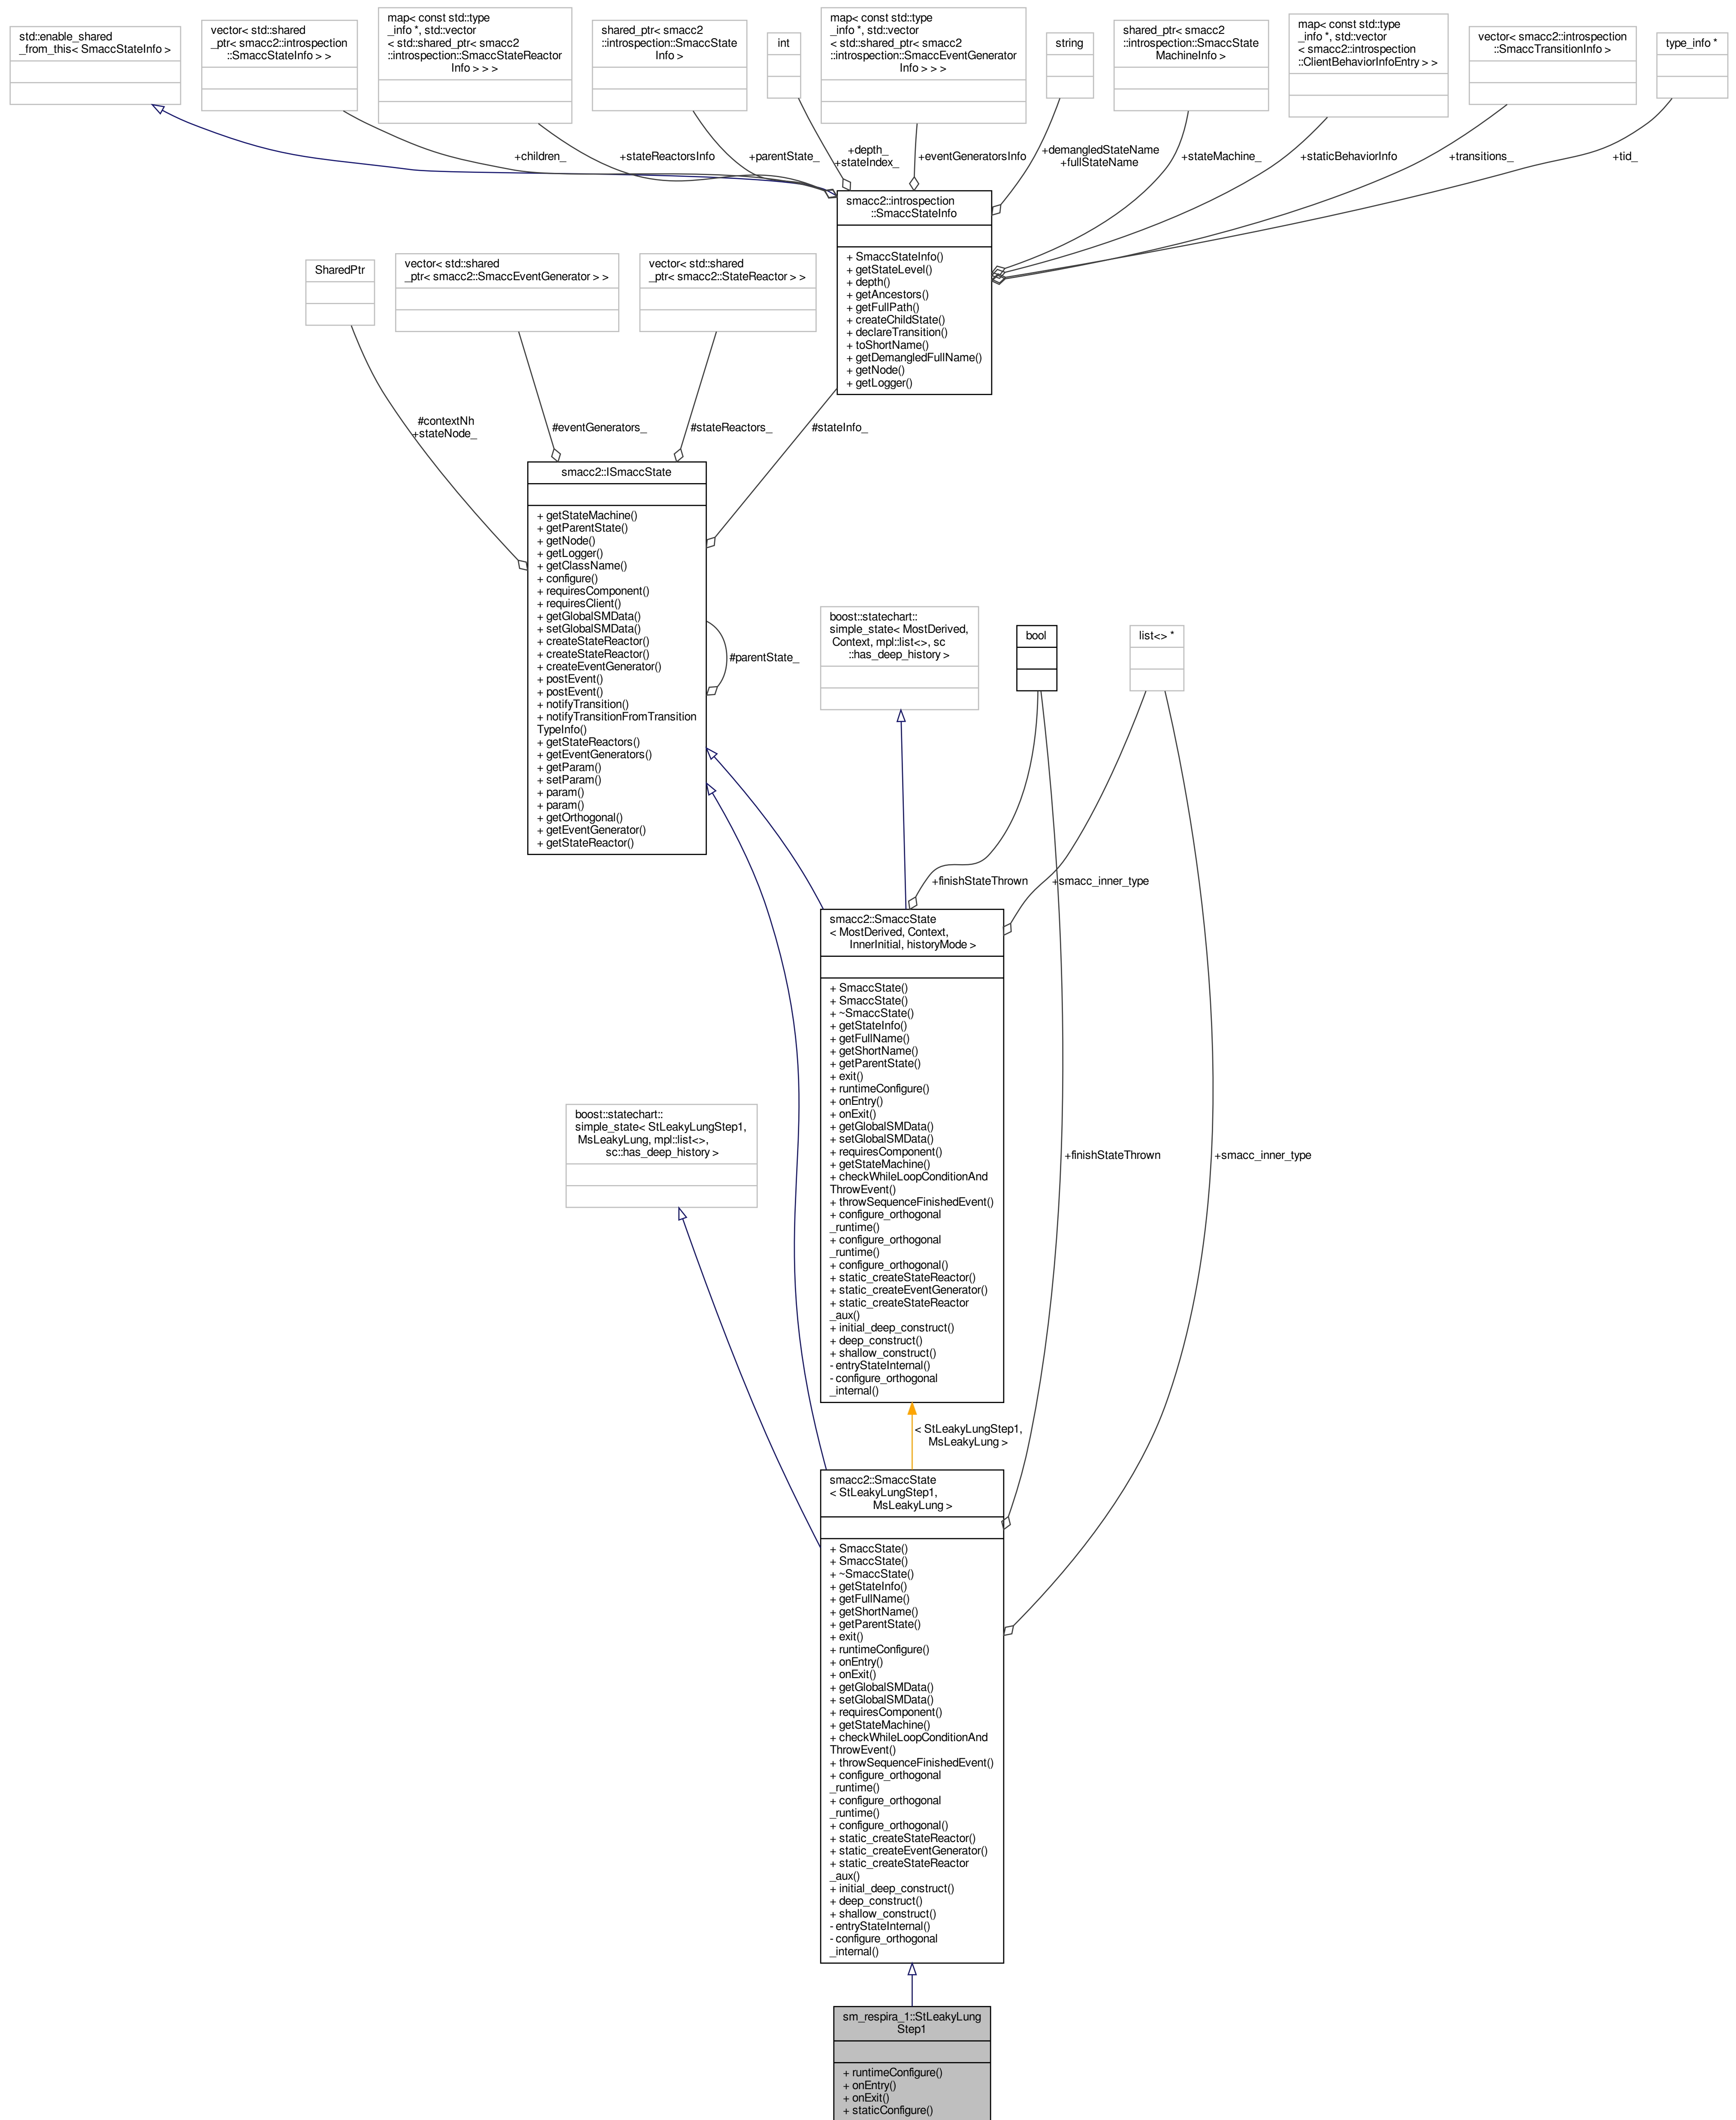 std::enable_shared
_from_this< SmaccStateInfo >
vector< std::shared
_ptr< smacc2::introspection
::SmaccStateInfo > >
map< const std::type
_info *, std::vector
< std::shared_ptr< smacc2
::introspection::SmaccStateReactor
Info > > >
shared_ptr< smacc2
::introspection::SmaccState
Info >
int
map< const std::type
_info *, std::vector
< std::shared_ptr< smacc2
::introspection::SmaccEventGenerator
Info > > >
string
shared_ptr< smacc2
::introspection::SmaccState
MachineInfo >
map< const std::type
_info *, std::vector
< smacc2::introspection
::ClientBehaviorInfoEntry > >
vector< smacc2::introspection
::SmaccTransitionInfo >
type_info *
+children_
+stateReactorsInfo
+parentState_
+depth_
+stateIndex_
+eventGeneratorsInfo
+demangledStateName
+fullStateName
+stateMachine_
+staticBehaviorInfo
+transitions_
+tid_
smacc2::introspection
::SmaccStateInfo
+ SmaccStateInfo()
+ getStateLevel()
+ depth()
+ getAncestors()
+ getFullPath()
+ createChildState()
+ declareTransition()
+ toShortName()
+ getDemangledFullName()
+ getNode()
+ getLogger()
SharedPtr
vector< std::shared
_ptr< smacc2::SmaccEventGenerator > >
vector< std::shared
_ptr< smacc2::StateReactor > >
#contextNh
+stateNode_
#eventGenerators_
#stateReactors_
#stateInfo_
smacc2::ISmaccState
+ getStateMachine()
+ getParentState()
+ getNode()
+ getLogger()
+ getClassName()
+ configure()
+ requiresComponent()
+ requiresClient()
+ getGlobalSMData()
+ setGlobalSMData()
+ createStateReactor()
+ createStateReactor()
+ createEventGenerator()
+ postEvent()
+ postEvent()
+ notifyTransition()
+ notifyTransitionFromTransition
TypeInfo()
+ getStateReactors()
+ getEventGenerators()
+ getParam()
+ setParam()
+ param()
+ param()
+ getOrthogonal()
+ getEventGenerator()
+ getStateReactor()
#parentState_
boost::statechart::
simple_state< MostDerived,
Context, mpl::list<>, sc
::has_deep_history >
bool
list<> *
+finishStateThrown
+smacc_inner_type
smacc2::SmaccState
< MostDerived, Context,
InnerInitial, historyMode >
+ SmaccState()
+ SmaccState()
+ ~SmaccState()
+ getStateInfo()
+ getFullName()
+ getShortName()
+ getParentState()
+ exit()
+ runtimeConfigure()
+ onEntry()
+ onExit()
+ getGlobalSMData()
+ setGlobalSMData()
+ requiresComponent()
+ getStateMachine()
+ checkWhileLoopConditionAnd
ThrowEvent()
+ throwSequenceFinishedEvent()
+ configure_orthogonal
_runtime()
+ configure_orthogonal
_runtime()
+ configure_orthogonal()
+ static_createStateReactor()
+ static_createEventGenerator()
+ static_createStateReactor
_aux()
+ initial_deep_construct()
+ deep_construct()
+ shallow_construct()
- entryStateInternal()
- configure_orthogonal
_internal()
boost::statechart::
simple_state< StLeakyLungStep1,
MsLeakyLung, mpl::list<>,
sc::has_deep_history >
+finishStateThrown
+smacc_inner_type
< StLeakyLungStep1,
MsLeakyLung >
smacc2::SmaccState
< StLeakyLungStep1,
MsLeakyLung >
+ SmaccState()
+ SmaccState()
+ ~SmaccState()
+ getStateInfo()
+ getFullName()
+ getShortName()
+ getParentState()
+ exit()
+ runtimeConfigure()
+ onEntry()
+ onExit()
+ getGlobalSMData()
+ setGlobalSMData()
+ requiresComponent()
+ getStateMachine()
+ checkWhileLoopConditionAnd
ThrowEvent()
+ throwSequenceFinishedEvent()
+ configure_orthogonal
_runtime()
+ configure_orthogonal
_runtime()
+ configure_orthogonal()
+ static_createStateReactor()
+ static_createEventGenerator()
+ static_createStateReactor
_aux()
+ initial_deep_construct()
+ deep_construct()
+ shallow_construct()
- entryStateInternal()
- configure_orthogonal
_internal()
sm_respira_1::StLeakyLung
Step1
+ runtimeConfigure()
+ onEntry()
+ onExit()
+ staticConfigure()